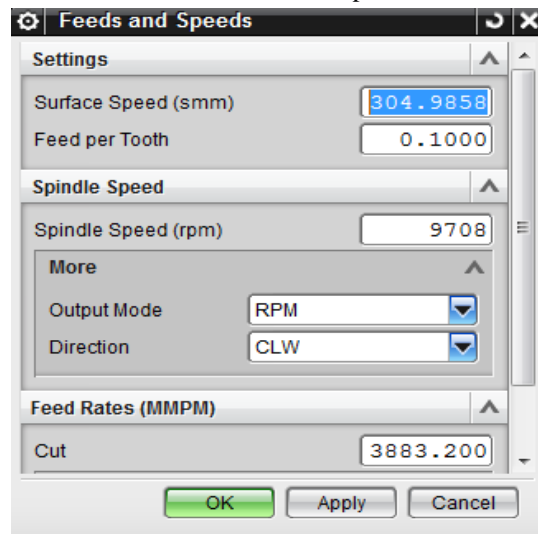 Feeds and Speeds
Settings
Surface Speed (smm) 304.9858
Feed per Tooth 0.1000
Spindle Speed
Spindle Speed (rpm) 9708
More
Output Mode RPM
Direction CLW
Feed Rates (MMPM)
Cut 3883.200
OK Apply Cancel